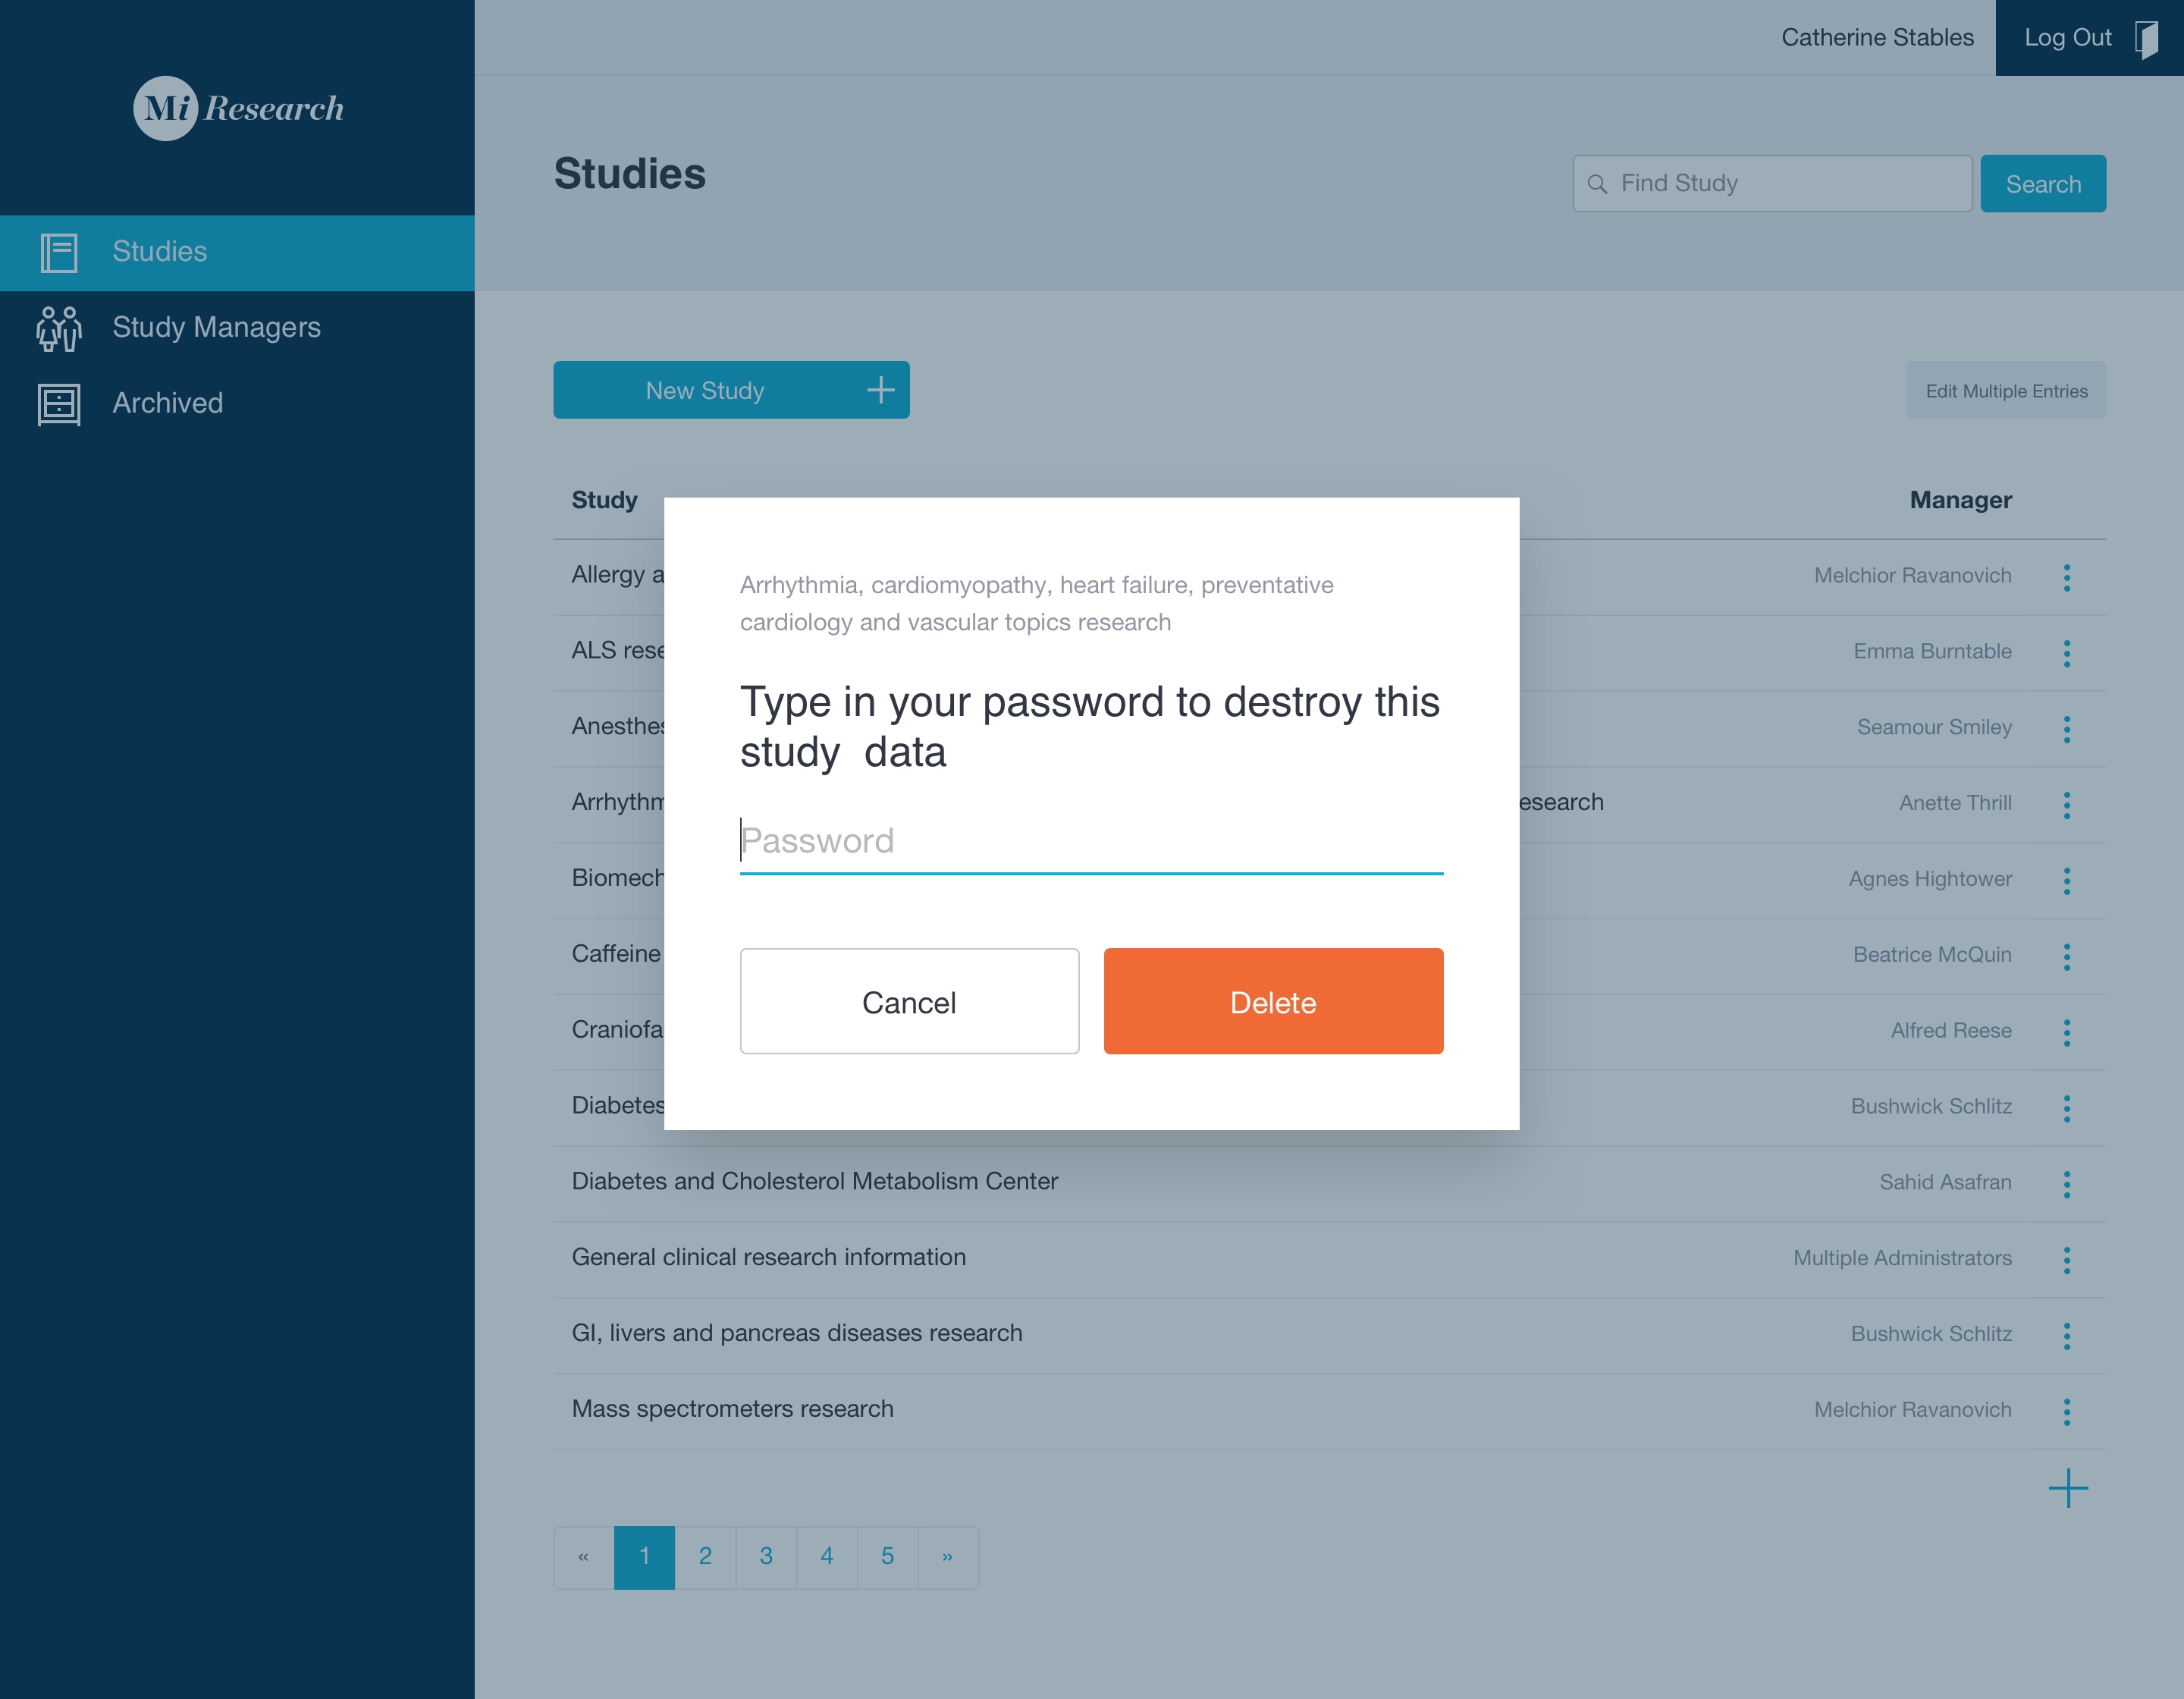 Catherine Stables
Log Out
Mi Research
Studies
Find Study
Search
Studies
Study Managers
Archived
New Study
Edit Multiple Entries
Study
Manager
Allergy a
Melchior Ravanovich
ALS rese
Emma Burntable
Anesthes
Seamour Smiley
Arrhythm
esearch
Anette Thrill
Biomech
Agnes Hightower
Caffeine
Beatrice McQuin
Craniofa
Alfred Reese
Diabetes
Bushwick Schlitz
Arrhythmia, cardiomyopathy, heart failure, preventative
cardiology and vascular topics research
Type in your password to destroy this
study  data
Password
Cancel
Delete
Diabetes and Cholesterol Metabolism Center
Sahid Asafran
General clinical research information
Multiple Administrators
GI, livers and pancreas diseases research
Bushwick Schlitz
Mass spectrometers research
Melchior Ravanovich
« 1 2 3 4 5 »